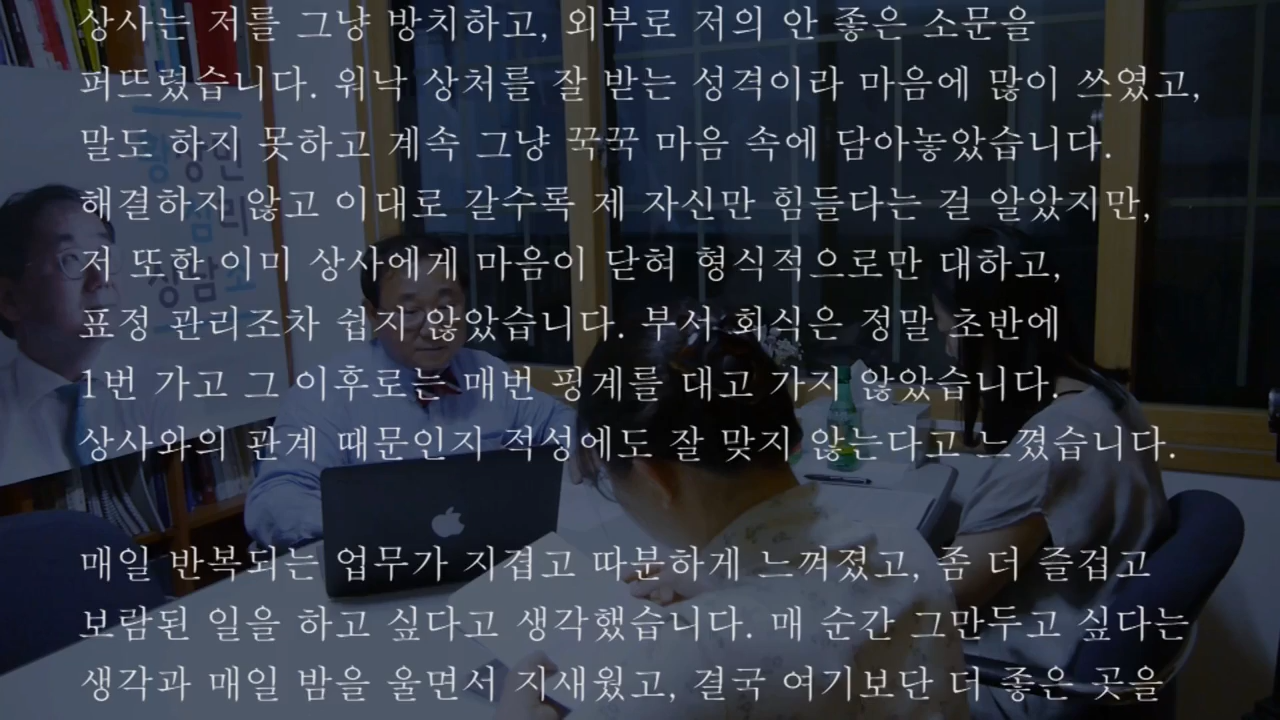 상사는 저를 그냥 방치하고, 외부로 저의 안 좋은 소문을
퍼뜨렸습니다. 워낙 상처를 잘 받는 성격이라 마음에 많이 쓰였고,
말도 하지 못하고 계속 그냥 꾹꾹 마음 속에 담아놓았습니다.
해결하지 않고 이대로 갈수록 제 자신만 힘들다는 걸 알았지만,
저 또한 이미 상사에게 마음이 닫혀 형식적으로만 대하고,
표정 관리조차 쉽지 않았습니다. 부서 회식은 정말 초반에
1번 가고 그 이후로는 매번 핑계를 대고 가지 않았습니다.
상사와의 관계 때문인지 적성에도 잘 맞지 않는다고 느꼈습니다.
매일 반복되는 업무가 지겹고 따분하게 느껴졌고, 좀 더 즐겁고
보람된 일을 하고 싶다고 생각했습니다. 매 순간 그만두고 싶다는
생각과 매일 밤을 울면서 지새웠고, 결국 여기보단 더 좋은 곳을